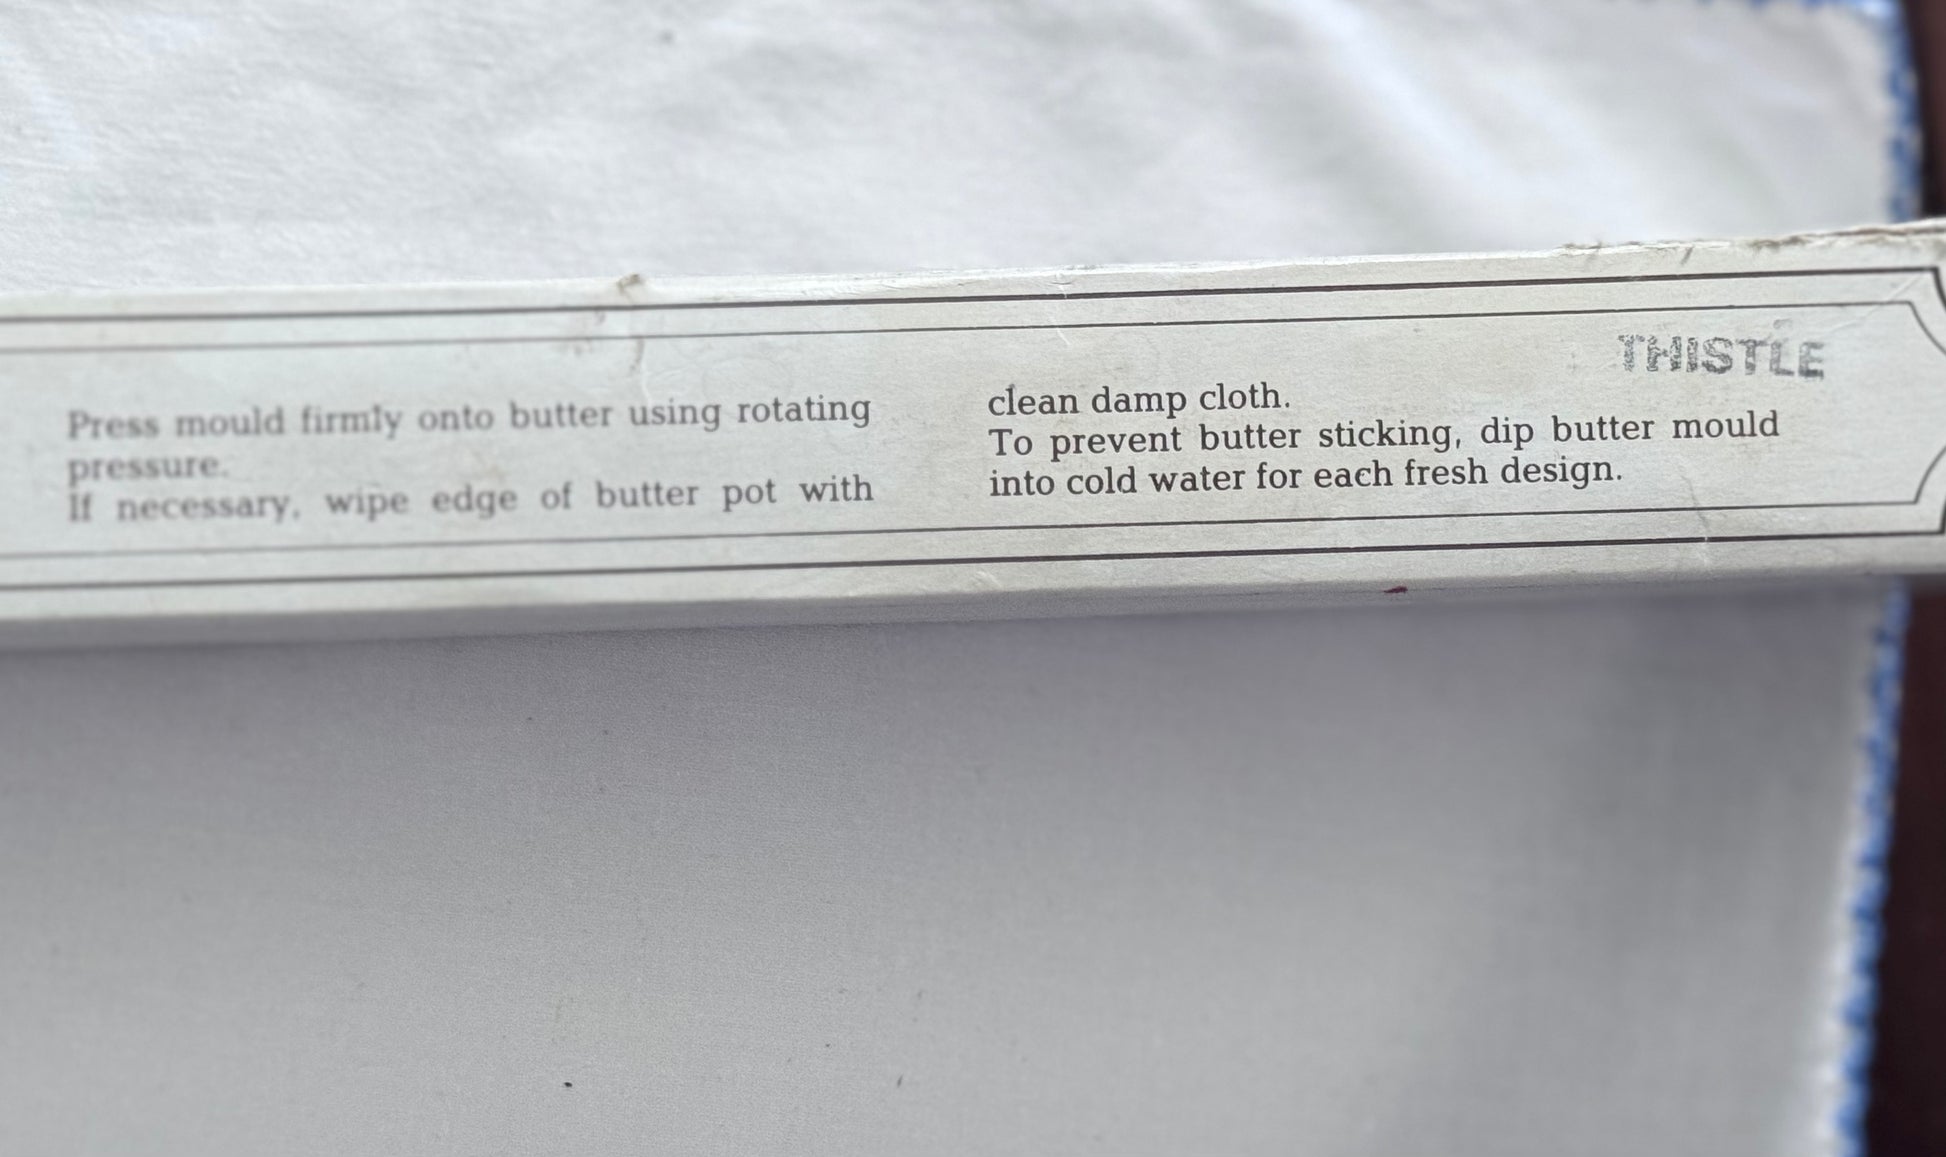 Press mould firmly onto butter using rotating
pressure.
If necessary, wipe edge of butter pot with
clean damp cloth.
To prevent butter sticking, dip butter mould
into cold water for each fresh design.
THISTLE